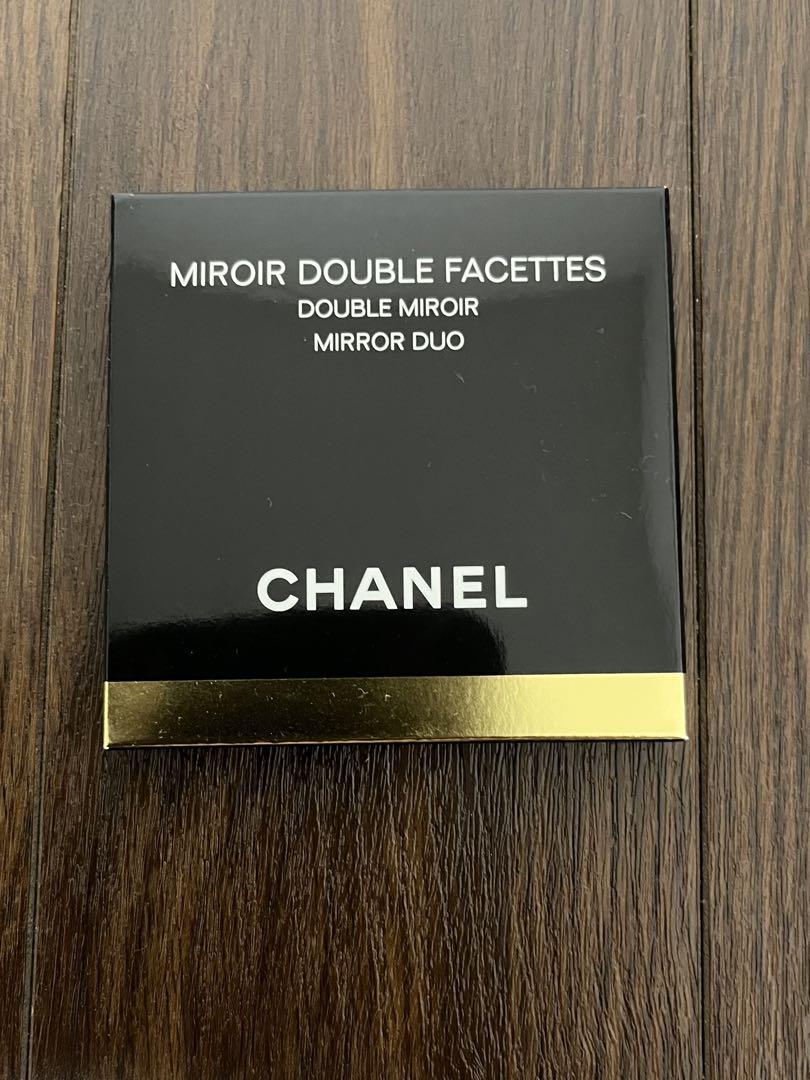 MIROIR DOUBLE FACETTES
DOUBLE MIROIR
MIRROR DUO
CHANEL